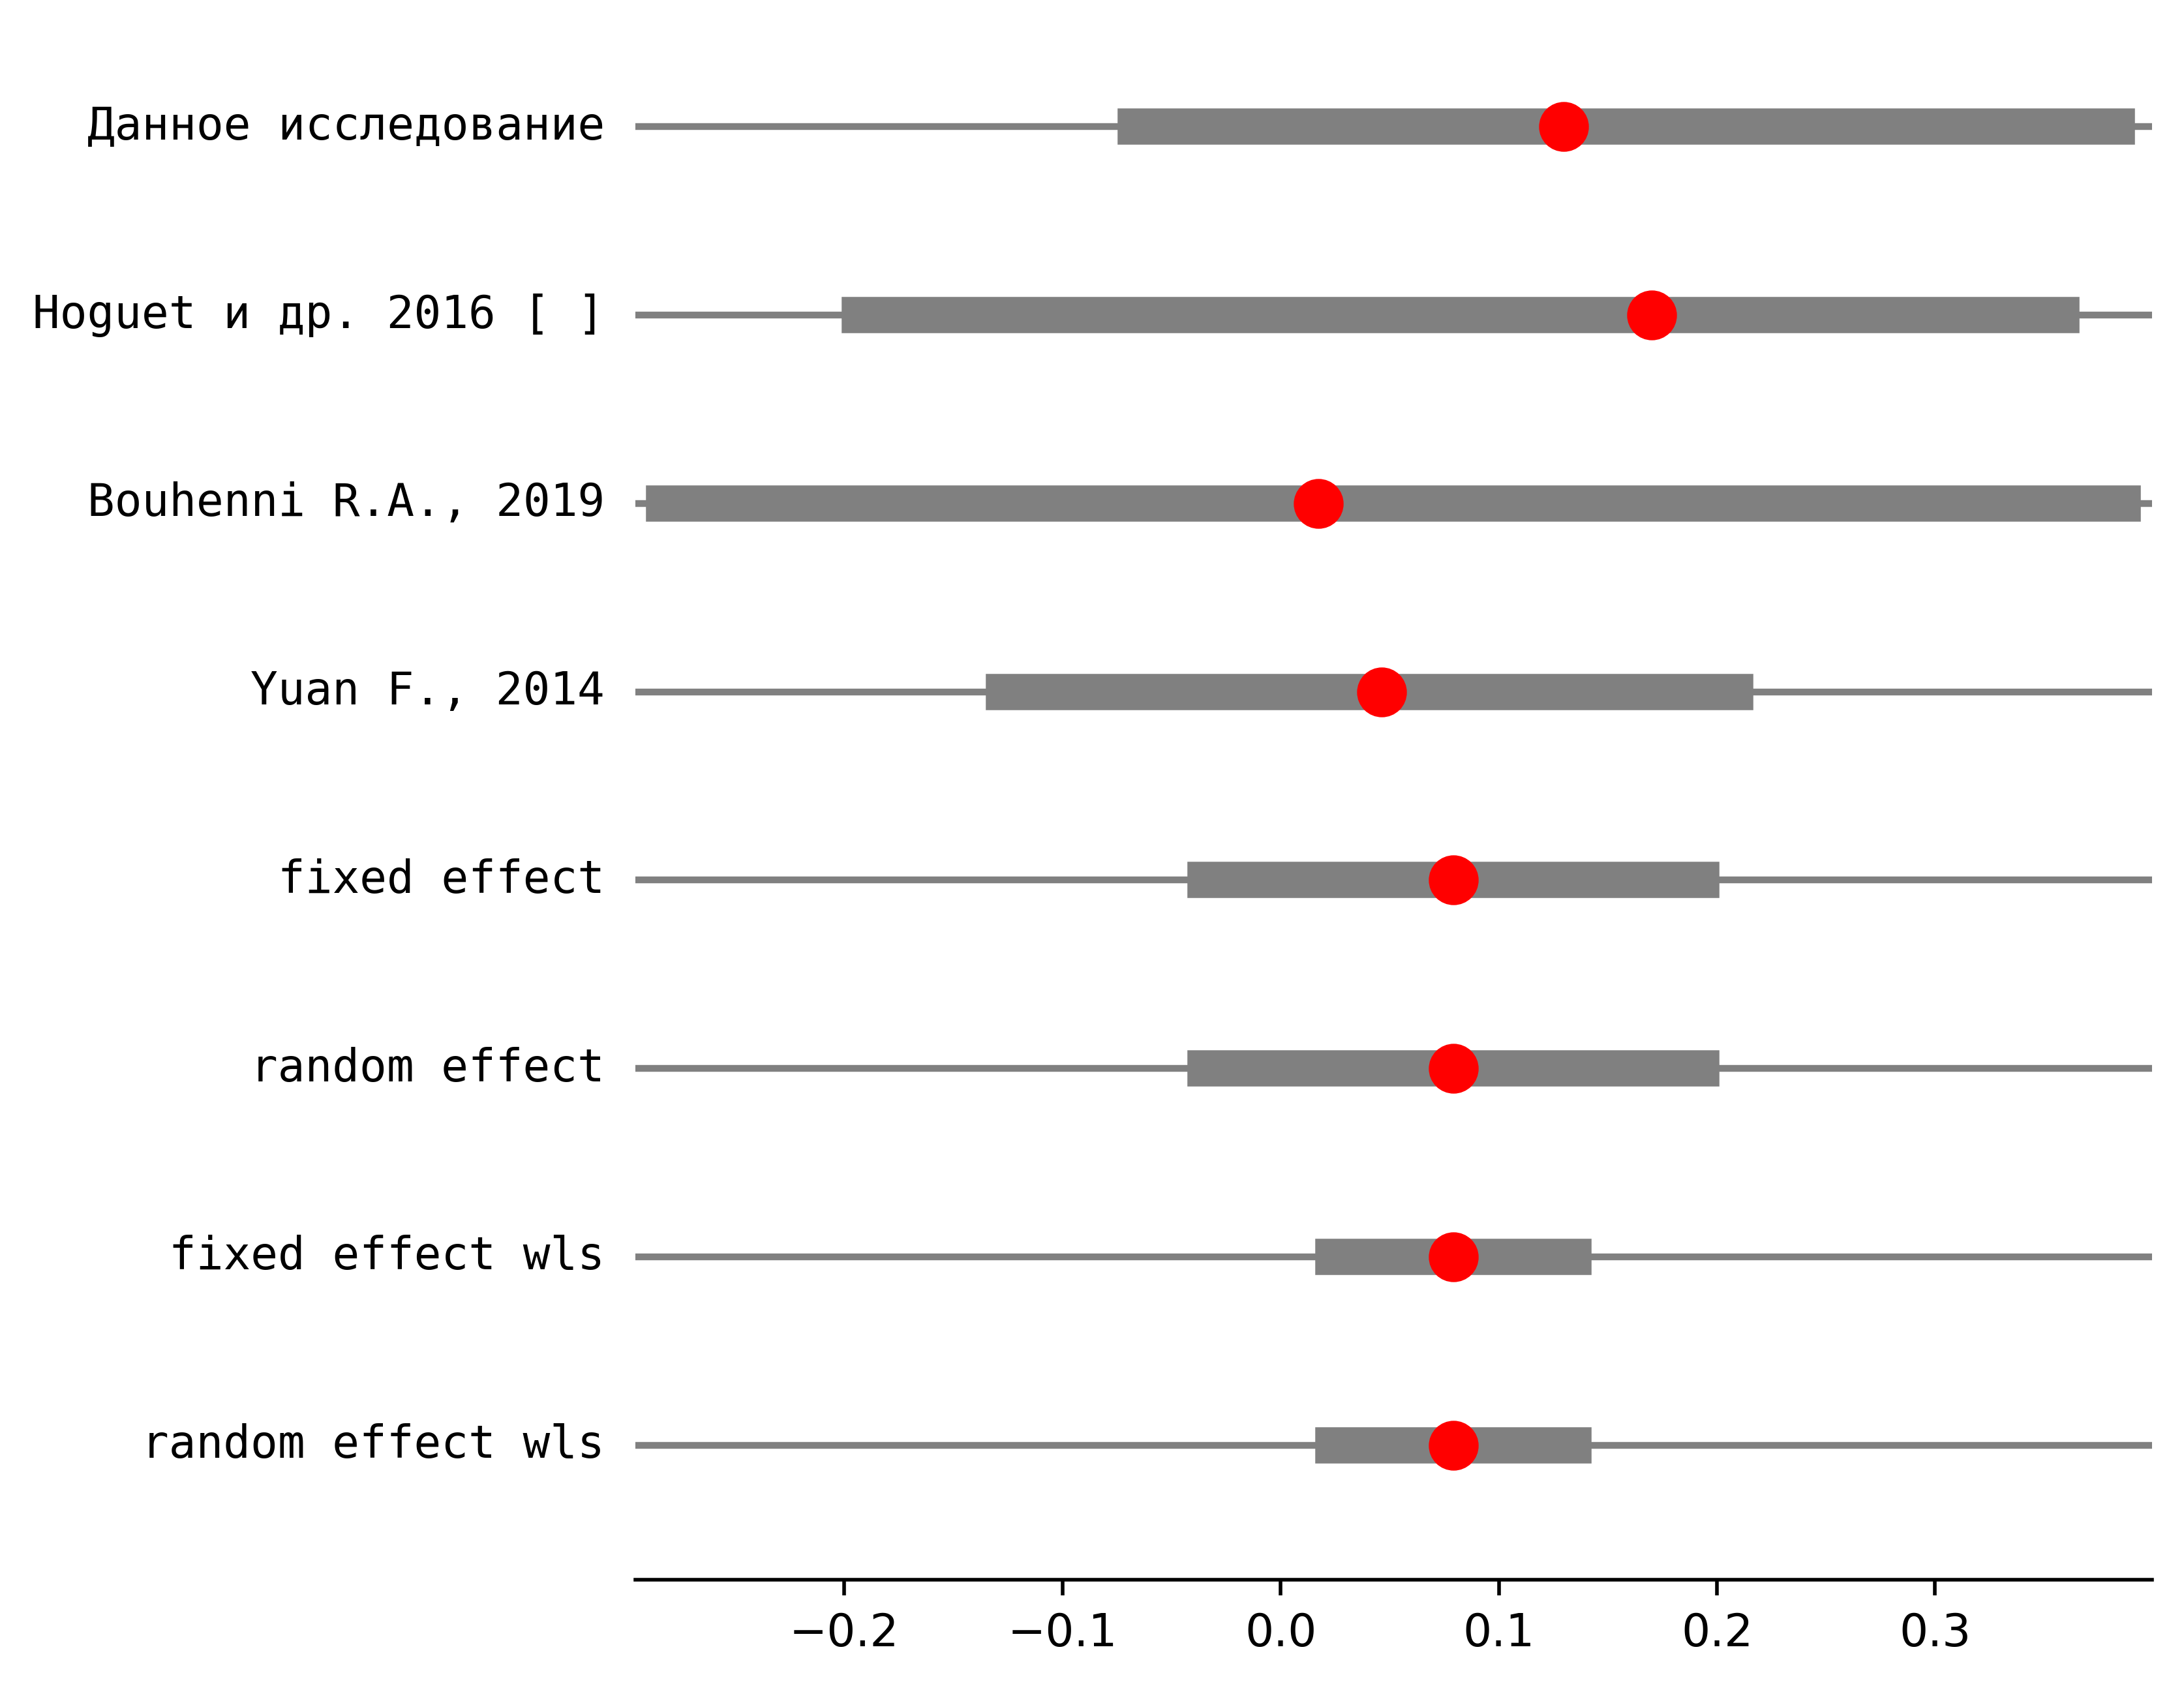 Данное исследование
Hoguet и др. 2016 [ ]
Bouhenni R.A., 2019
Yuan F., 2014
fixed effect
random effect
fixed effect wls
random effect wls
−0.2 −0.1 0.0 0.1 0.2 0.3